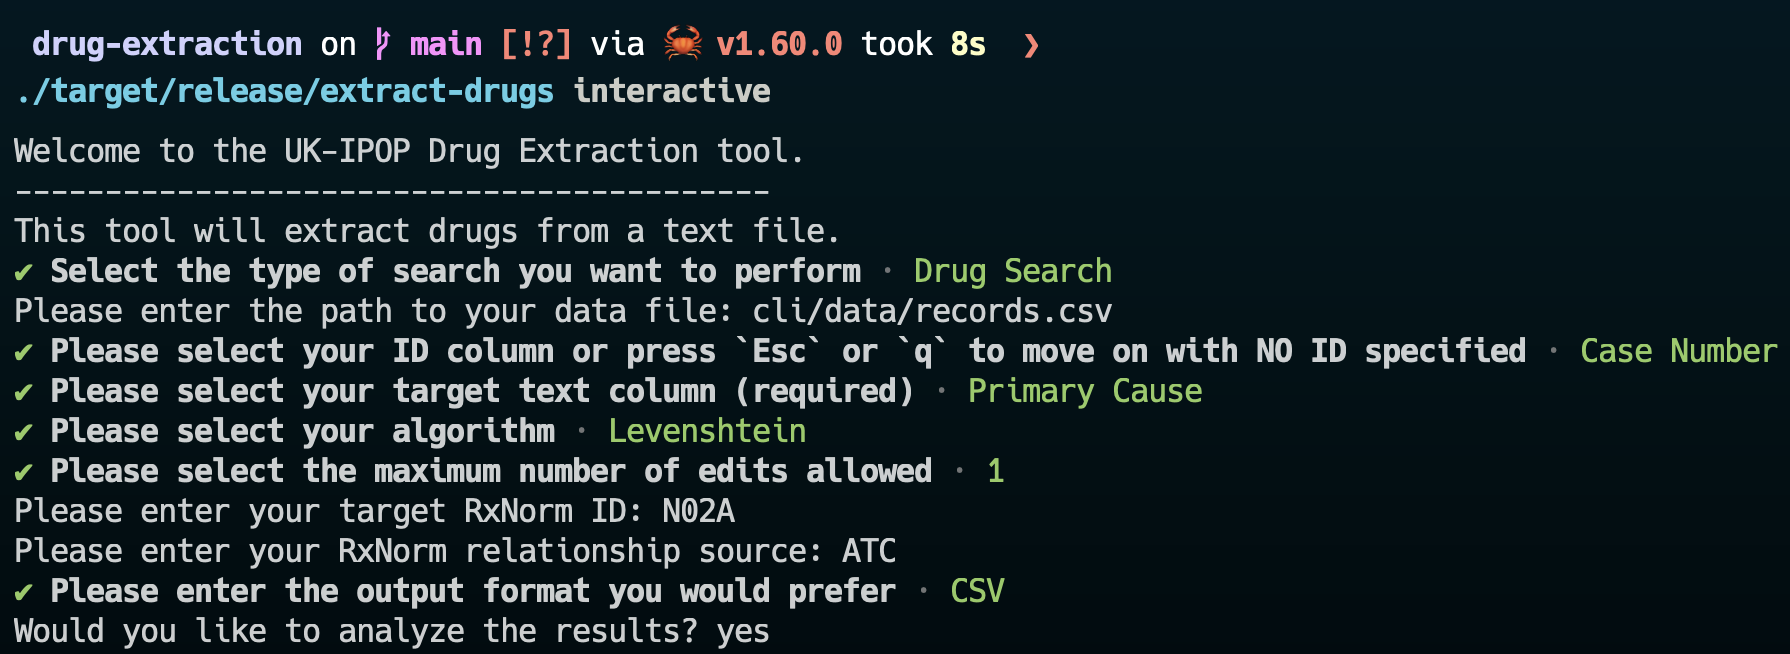 drug-extraction on main [!?] via 🦀 v1.60.0 took 8s ❯
./target/release/extract-drugs interactive
Welcome to the UK-IPOP Drug Extraction tool.
------------------------------------------
This tool will extract drugs from a text file.
✔ Select the type of search you want to perform · Drug Search
Please enter the path to your data file: cli/data/records.csv
✔ Please select your ID column or press `Esc` or `q` to move on with NO ID specified · Case Number
✔ Please select your target text column (required) · Primary Cause
✔ Please select your algorithm · Levenshtein
✔ Please select the maximum number of edits allowed · 1
Please enter your target RxNorm ID: N02A
Please enter your RxNorm relationship source: ATC
✔ Please enter the output format you would prefer · CSV
Would you like to analyze the results? yes